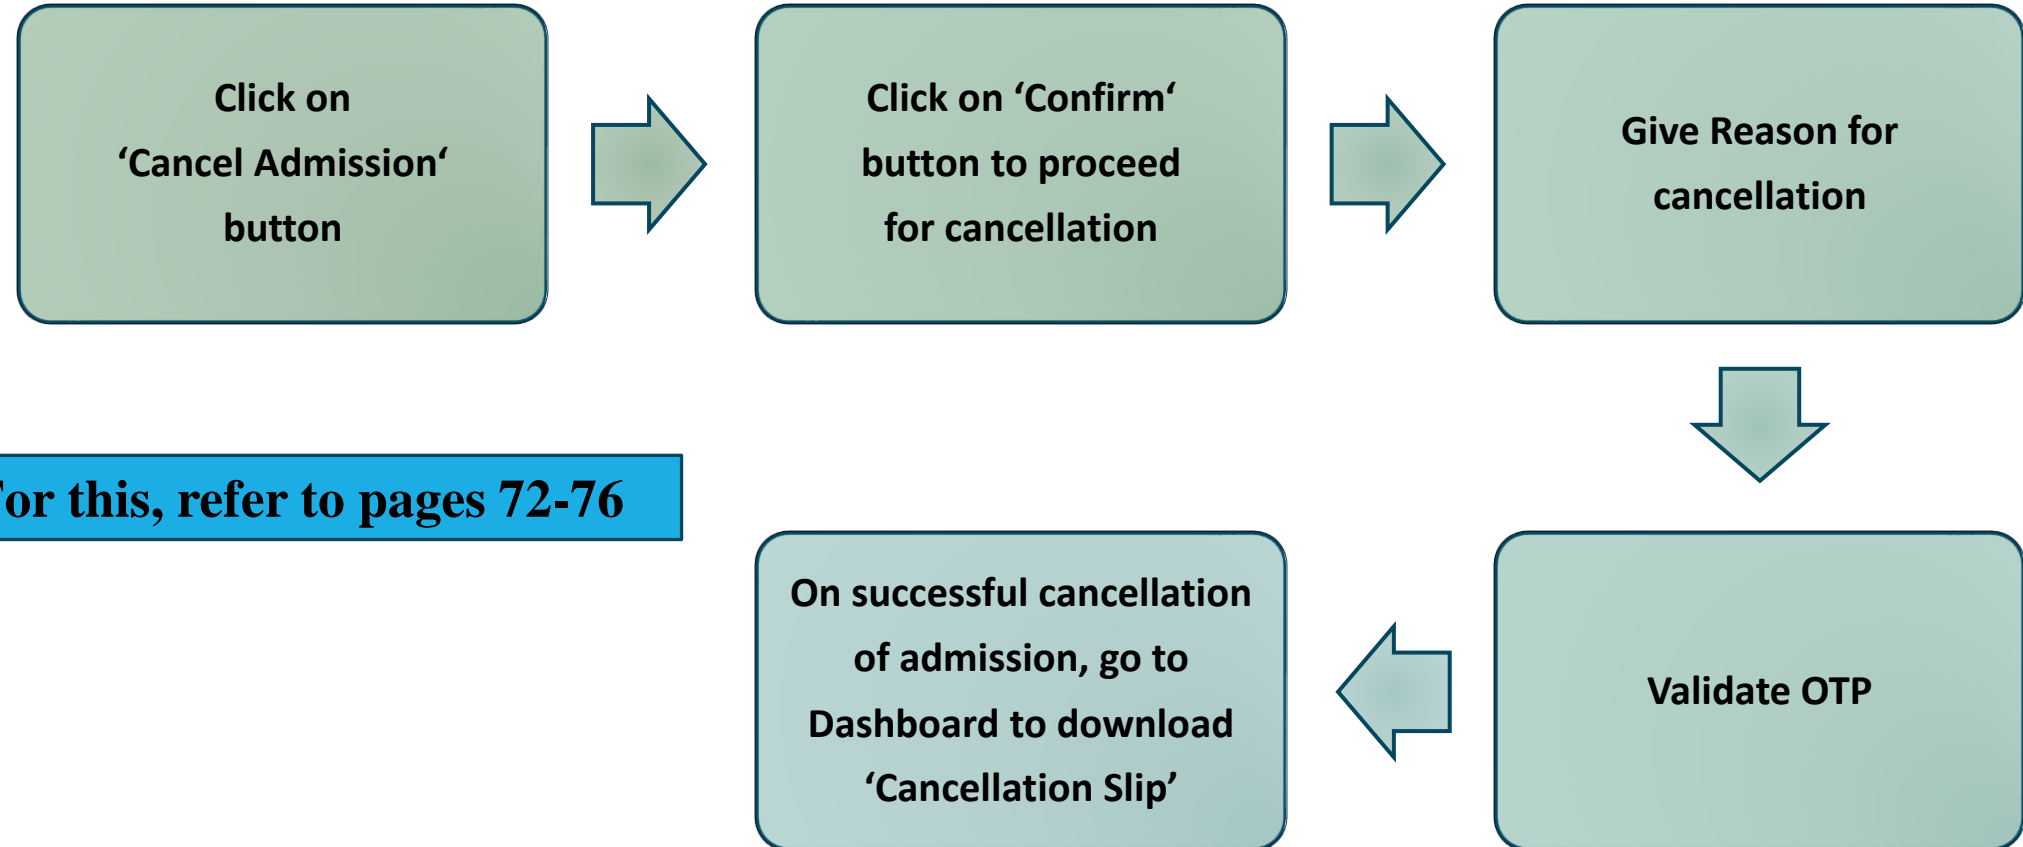 Click on
‘Cancel Admission‘
button
Click on ‘Confirm‘
button to proceed
for cancellation
Give Reason for
cancellation
Validate OTP
On successful cancellation
of admission, go to
Dashboard to download
‘Cancellation Slip’
For this, refer to pages 72-76